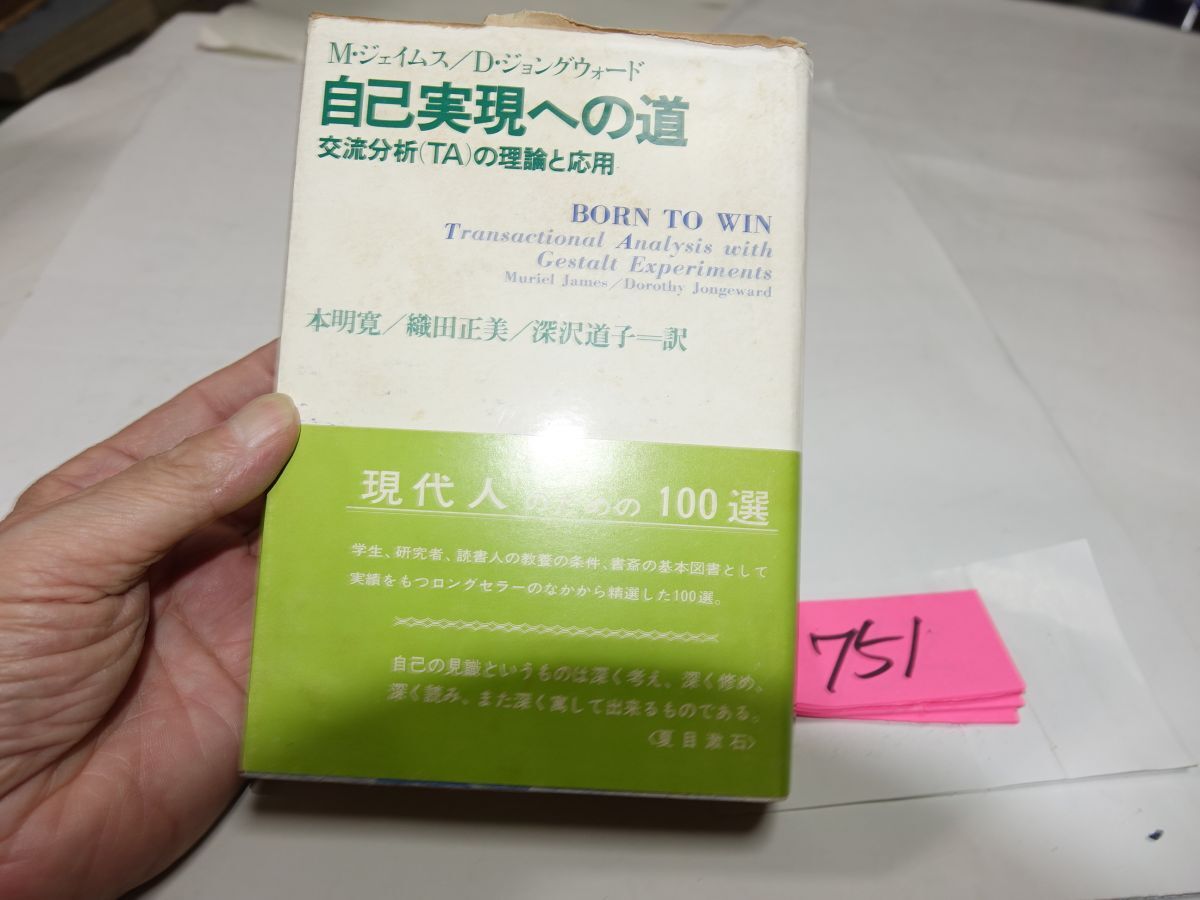 M・ジェイムス／D・ジョングウォード
自己実現への道
交流分析(TA)の理論と応用
BORN TO WIN
Transactional Analysis with
Gestalt Experiments
Muriel James/Dorothy Jongeward
本明寛／織田正美／深沢道子＝訳
現代人のための100選
学生、研究者、読書人の教養の条件、書斎の基本図書として
実績をもつロングセラーのなかから精選した100選。
自己の見識というものは深く考え、深く修め、
深く読み、また深く寓して出来るものである。
〈夏目漱石〉
751